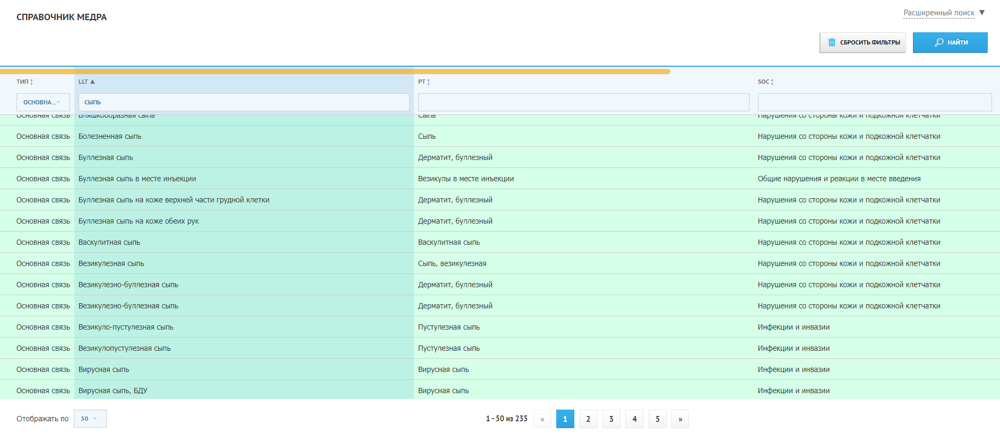 Расширенный поиск ▼
СПРАВОЧНИК МЕДРА
СБРОСИТЬ ФИЛЬТРЫ НАЙТИ
ТИП LLT ▲ PT SOC
ОСНОВНА... СЫПЬ
Основная связь Бляшкообразная сыпь Сыпь Нарушения со стороны кожи и подкожной клетчатки
Основная связь Болезненная сыпь Сыпь Нарушения со стороны кожи и подкожной клетчатки
Основная связь Буллезная сыпь Дерматит, буллезный Нарушения со стороны кожи и подкожной клетчатки
Основная связь Буллезная сыпь в месте инъекции Везикулы в месте инъекции Общие нарушения и реакции в месте введения
Основная связь Буллезная сыпь на коже верхней части грудной клетки Дерматит, буллезный Нарушения со стороны кожи и подкожной клетчатки
Основная связь Буллезная сыпь на коже обеих рук Дерматит, буллезный Нарушения со стороны кожи и подкожной клетчатки
Основная связь Васкулитная сыпь Васкулитная сыпь Нарушения со стороны кожи и подкожной клетчатки
Основная связь Везикулезная сыпь Сыпь, везикулезная Нарушения со стороны кожи и подкожной клетчатки
Основная связь Везикулезно-буллезная сыпь Дерматит, буллезный Нарушения со стороны кожи и подкожной клетчатки
Основная связь Везикулезно-буллезная сыпь Дерматит, буллезный Нарушения со стороны кожи и подкожной клетчатки
Основная связь Везикуло-пустулезная сыпь Пустулезная сыпь Инфекции и инвазии
Основная связь Везикулопустулезная сыпь Пустулезная сыпь Инфекции и инвазии
Основная связь Вирусная сыпь Вирусная сыпь Инфекции и инвазии
Основная связь Вирусная сыпь, БДУ Вирусная сыпь Инфекции и инвазии
Отображать по 50 1 - 50 из 235 « 1 2 3 4 5 »